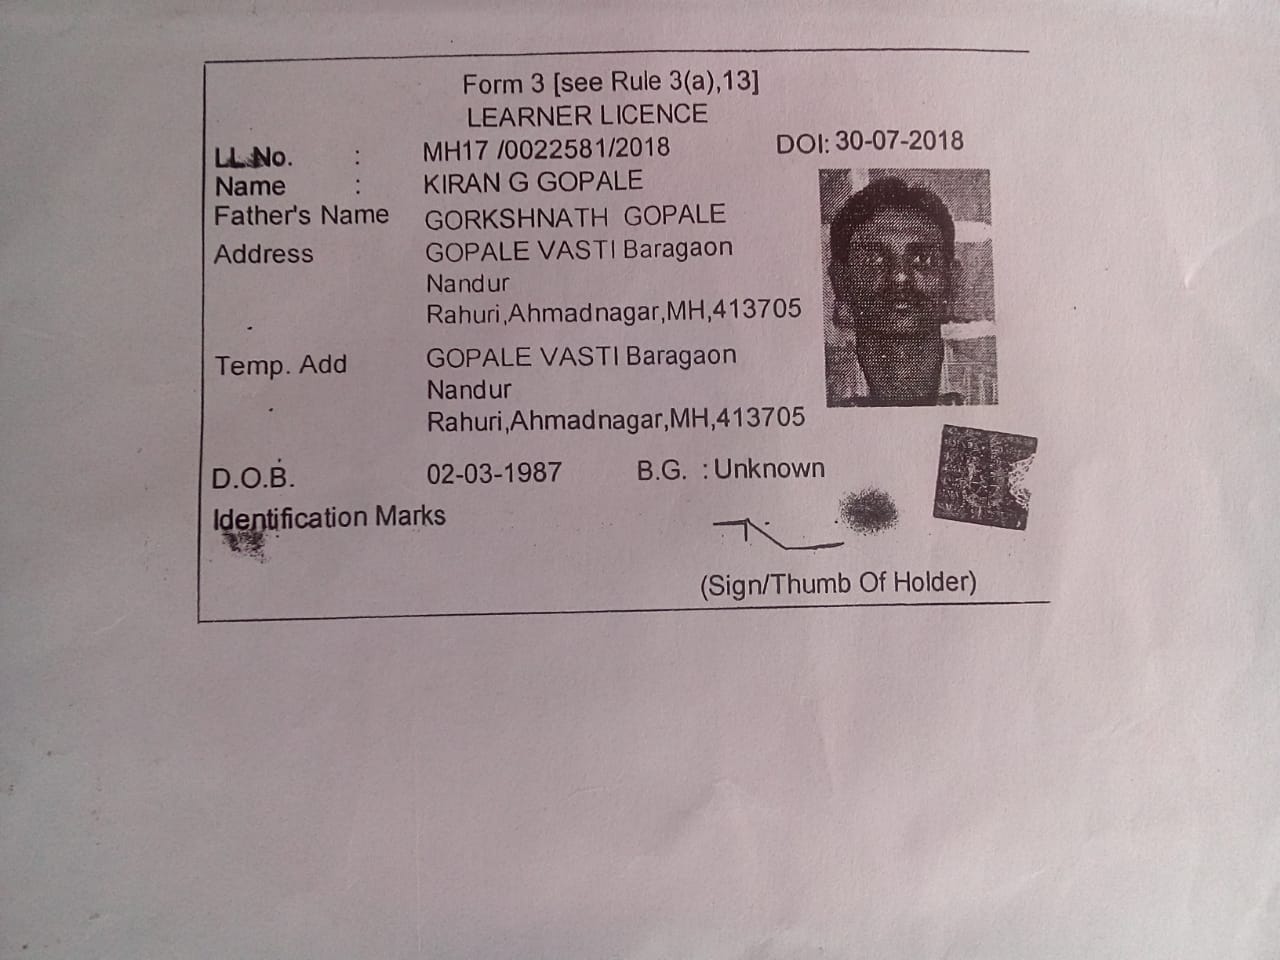 Form 3 [see Rule 3(a),13]
LEARNER LICENCE
LL No. : MH17 /0022581/2018 DOI: 30-07-2018
Name : KIRAN G GOPALE
Father's Name GORKSHNATH GOPALE
Address GOPALE VASTI Baragaon
Nandur
Rahuri,Ahmadnagar,MH,413705
Temp. Add GOPALE VASTI Baragaon
Nandur
Rahuri,Ahmadnagar,MH,413705
D.O.B. 02-03-1987 B.G. : Unknown
Identification Marks
(Sign/Thumb Of Holder)